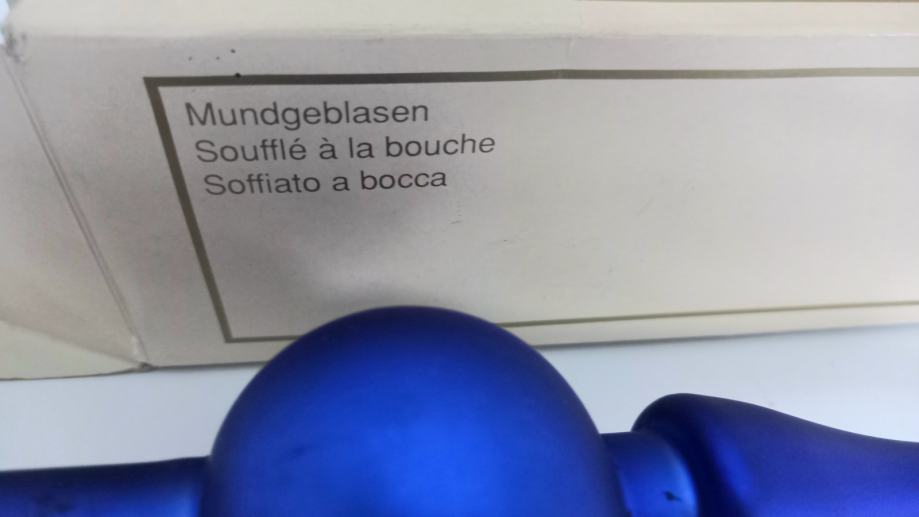 Mundgeblasen
Soufflé à la bouche
Soffiato a bocca